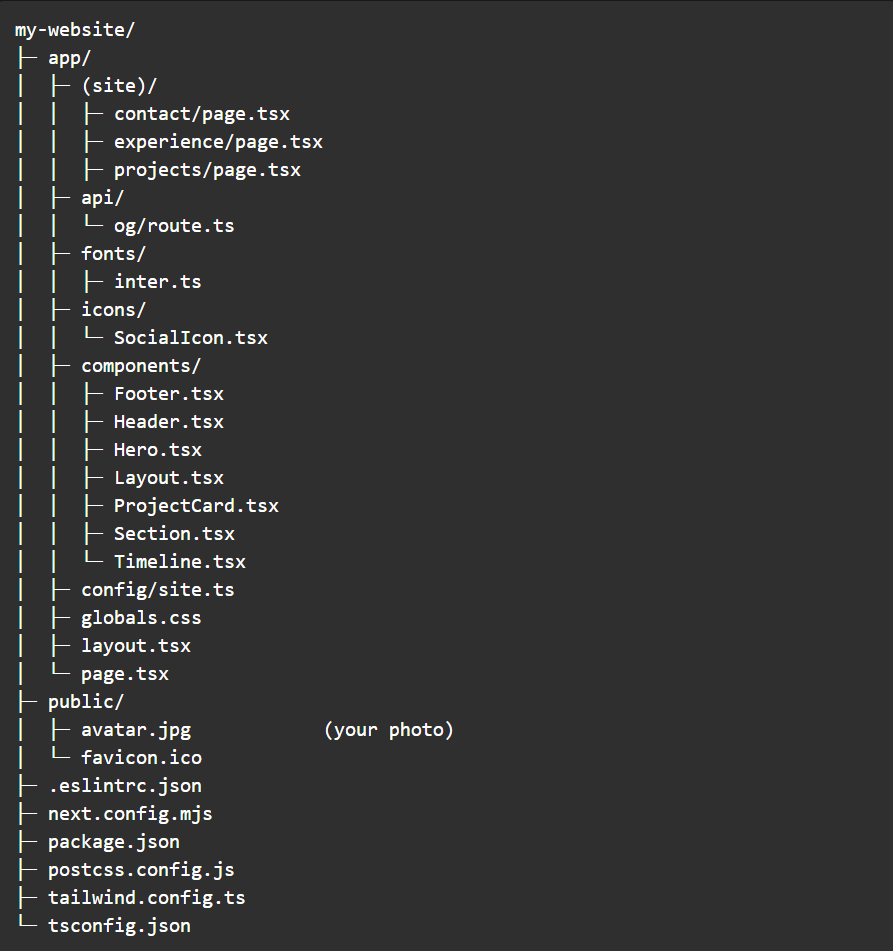 my-website/
├─ app/
│  ├─ (site)/
│  │  ├─ contact/page.tsx
│  │  ├─ experience/page.tsx
│  │  ├─ projects/page.tsx
│  ├─ api/
│  │  └─ og/route.ts
│  ├─ fonts/
│  │  ├─ inter.ts
│  ├─ icons/
│  │  └─ SocialIcon.tsx
│  ├─ components/
│  │  ├─ Footer.tsx
│  │  ├─ Header.tsx
│  │  ├─ Hero.tsx
│  │  ├─ Layout.tsx
│  │  ├─ ProjectCard.tsx
│  │  ├─ Section.tsx
│  │  └─ Timeline.tsx
│  ├─ config/site.ts
│  ├─ globals.css
│  ├─ layout.tsx
│  └─ page.tsx
├─ public/
│  ├─ avatar.jpg            (your photo)
│  └─ favicon.ico
├─ .eslintrc.json
├─ next.config.mjs
├─ package.json
├─ postcss.config.js
├─ tailwind.config.ts
└─ tsconfig.json